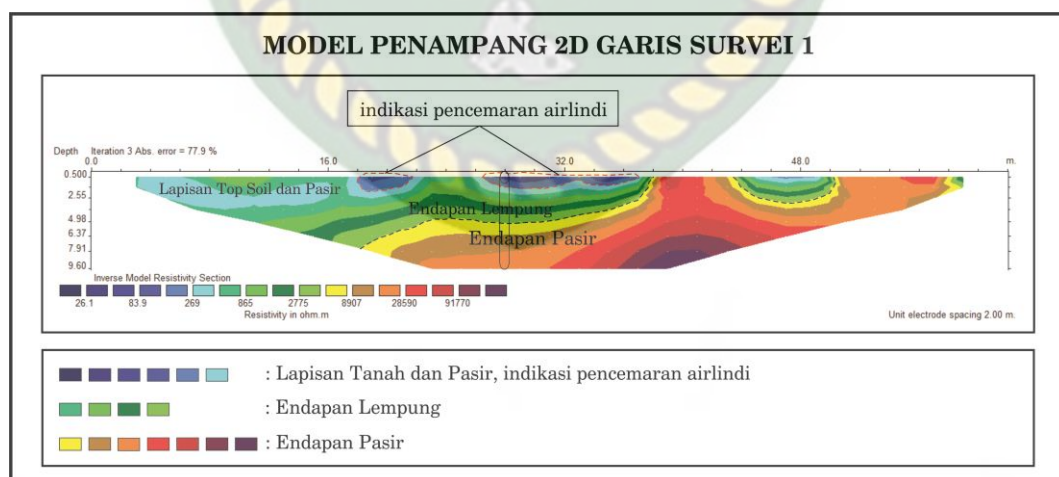 MODEL PENAMPANG 2D GARIS SURVEI 1
indikasi pencemaran airlindi
Depth Iteration 3 Abs. error = 77.9 %
0.0 16.0 32.0 48.0 m.
0.500
2.55
4.98
6.37
7.91
9.60
Lapisan Top Soil dan Pasir
Endapan Lempung
Endapan Pasir
Inverse Model Resistivity Section
26.1 83.9 269 865 2775 8907 28590 91770
Resistivity in ohm.m
Unit electrode spacing 2.00 m.
: Lapisan Tanah dan Pasir, indikasi pencemaran airlindi
: Endapan Lempung
: Endapan Pasir